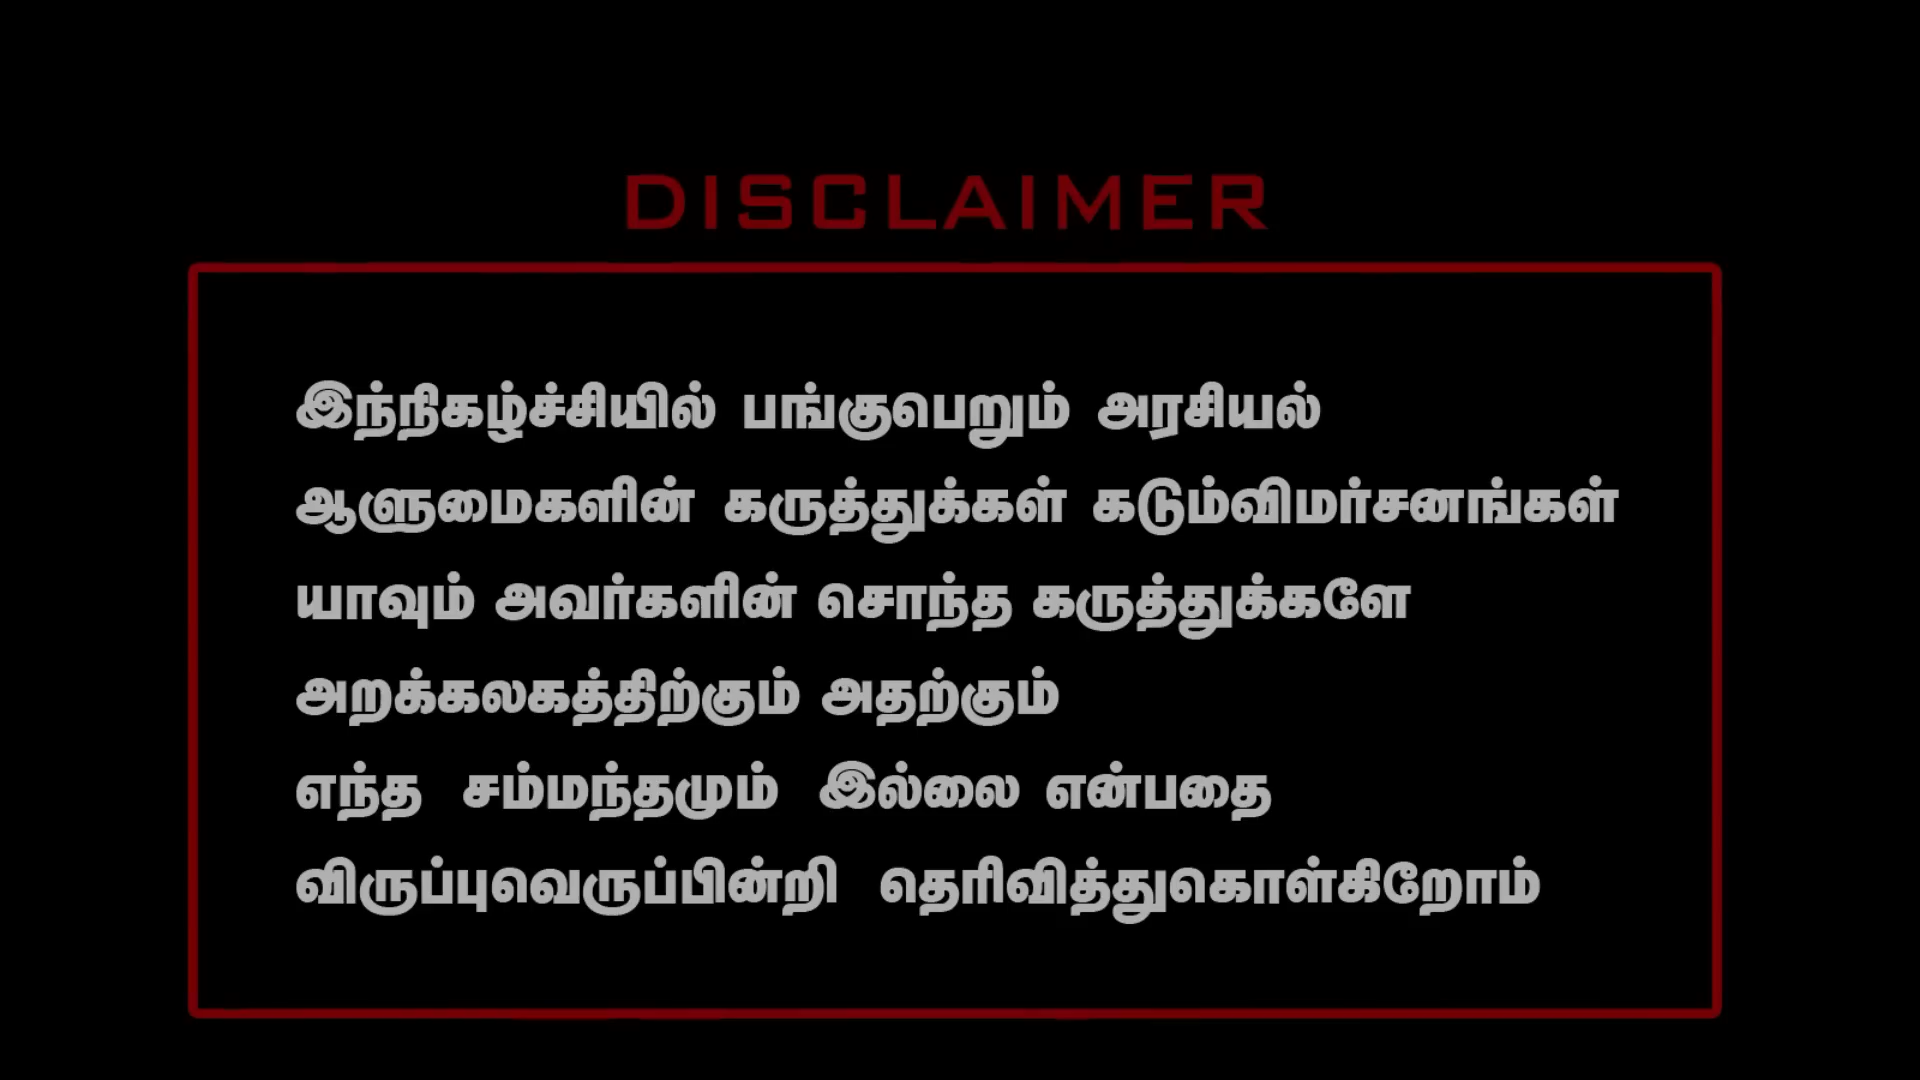 DISCLAIMER
இந்நிகழ்ச்சியில் பங்குபெறும் அரசியல்
ஆளுமைகளின் கருத்துக்கள் கடும்விமர்சனங்கள்
யாவும் அவர்களின் சொந்த கருத்துக்களே
அறக்கலகத்திற்கும் அதற்கும்
எந்த சம்மந்தமும் இல்லை என்பதை
விருப்புவெருப்பின்றி தெரிவித்துகொள்கிறோம்